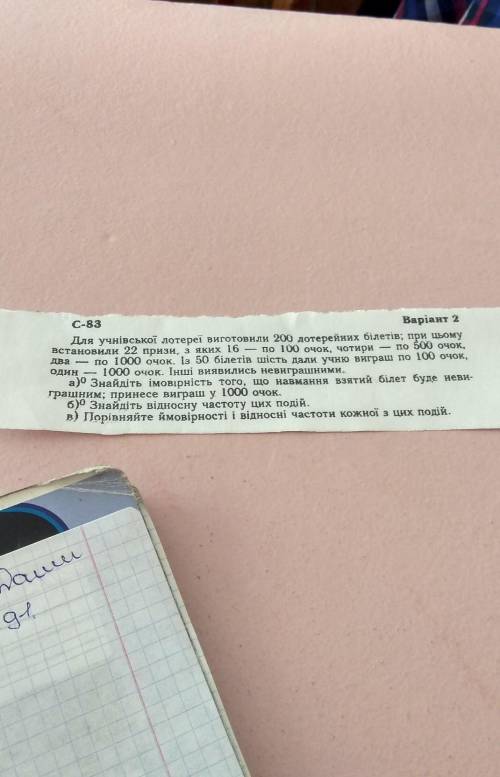 С-83 Варіант 2
Для учнівської лотереї виготовили 200 лотерейних білетів; при цьому
встановили 22 призи, з яких 16 — по 100 очок, чотири — по 500 очок,
два — по 1000 очок. Із 50 білетів шість дали учню виграш по 100 очок,
один — 1000 очок. Інші виявились невиграшними.
а)⁰ Знайдіть імовірність того, що навмання взятий білет буде неви-
грашним; принесе виграш у 1000 очок.
б)⁰ Знайдіть відносну частоту цих подій.
в) Порівняйте ймовірності і відносні частоти кожної з цих подій.